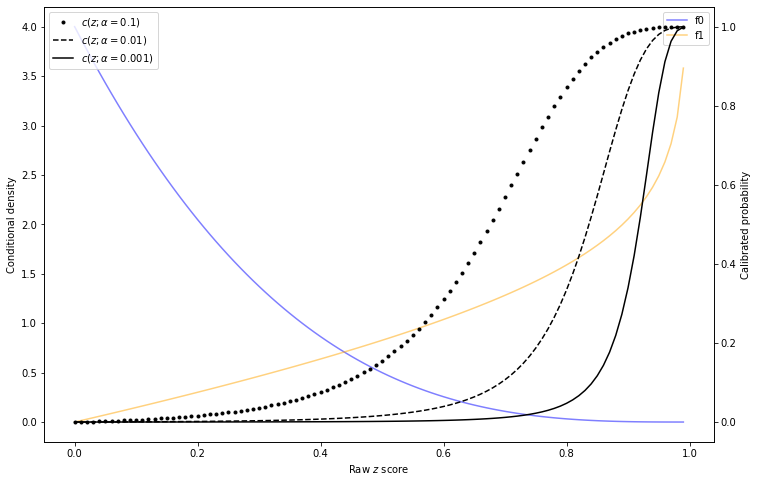 c(z; α = 0.1)
c(z; α = 0.01)
c(z; α = 0.001)
f0
f1
4.0
3.5
3.0
2.5
2.0
1.5
1.0
0.5
0.0
Conditional density
1.0
0.8
0.6
0.4
0.2
0.0
Calibrated probability
0.0 0.2 0.4 0.6 0.8 1.0
Raw z score